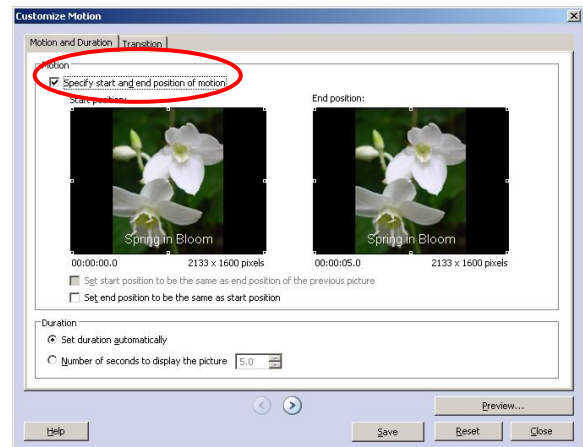 Customize Motion
Motion and Duration Transition
Motion
Specify start and end position of motion
Start position: End position:
Spring in Bloom Spring in Bloom
00:00:00.0 2133 x 1600 pixels 00:00:05.0 2133 x 1600 pixels
Set start position to be the same as end position of the previous picture
Set end position to be the same as start position
Duration
Set duration automatically
Number of seconds to display the picture 5.0
Preview...
Help Save Reset Close